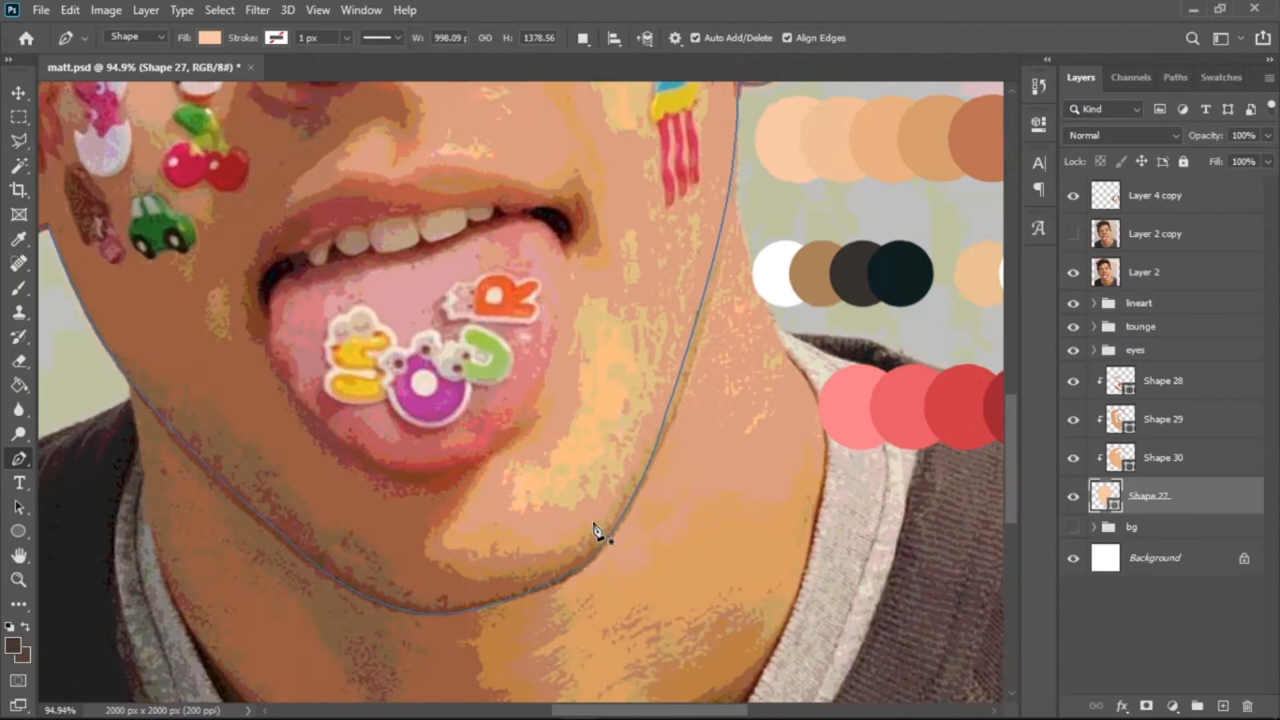 Ps File Edit Image Layer Type Select Filter 3D View Window Help
Shape Fill: Stroke: 1 px W: 998.09 p GD H: 1378.56 Auto Add/Delete Align Edges
matt.psd @ 94.9% (Shape 27, RGB/8#) * ×
Layers Channels Paths Swatches
Kind
Normal Opacity: 100%
Lock: Fill: 100%
Layer 4 copy
Layer 2 copy
Layer 2
lineart
tounge
eyes
Shape 28
Shape 29
Shape 30
Shape 27
bg
Background
R
U
O
94.94% 2000 px x 2000 px (200 ppi)